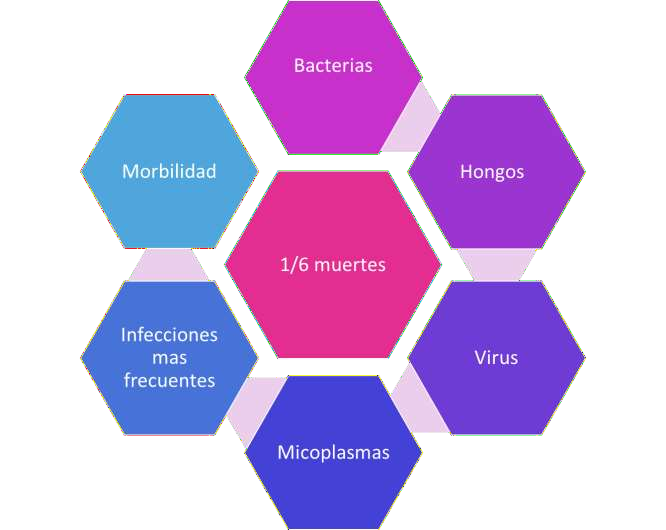 Bacterias
Morbilidad
Hongos
1/6 muertes
Infecciones
mas
frecuentes
Virus
Micoplasmas